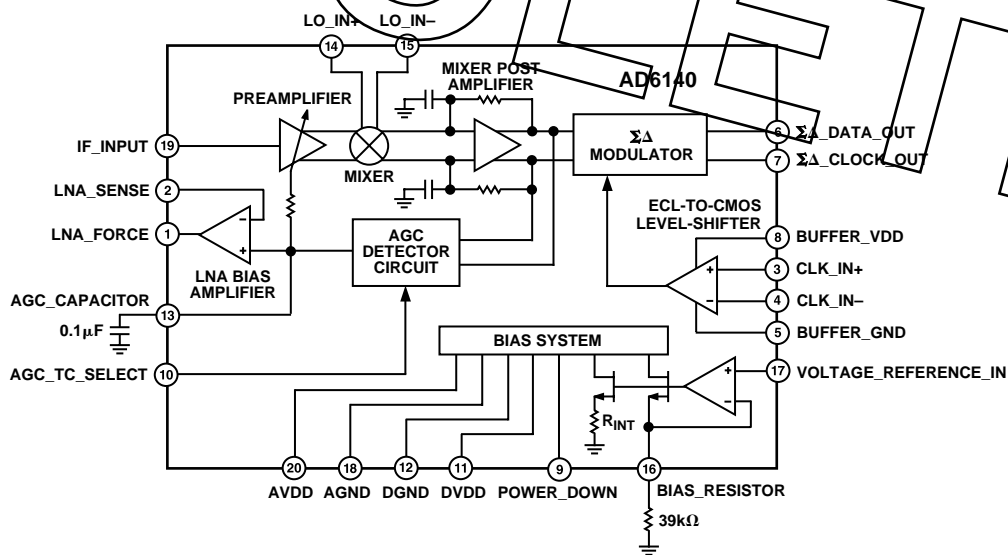 LO_IN+ LO_IN–
14 15
MIXER POST
AMPLIFIER
AD6140
PREAMPLIFIER
IF_INPUT 19
MIXER
ΣΔ
MODULATOR
6 ΣΔ_DATA_OUT
7 ΣΔ_CLOCK_OUT
LNA_SENSE 2
LNA_FORCE 1
–
+
LNA BIAS
AMPLIFIER
AGC
DETECTOR
CIRCUIT
ECL-TO-CMOS
LEVEL-SHIFTER
8 BUFFER_VDD
+
3 CLK_IN+
–
4 CLK_IN–
5 BUFFER_GND
AGC_CAPACITOR
13
0.1μF
AGC_TC_SELECT 10
BIAS SYSTEM
+
–
17 VOLTAGE_REFERENCE_IN
RINT
20 18 12 11 9 16
AVDD AGND DGND DVDD POWER_DOWN BIAS_RESISTOR
39kΩ